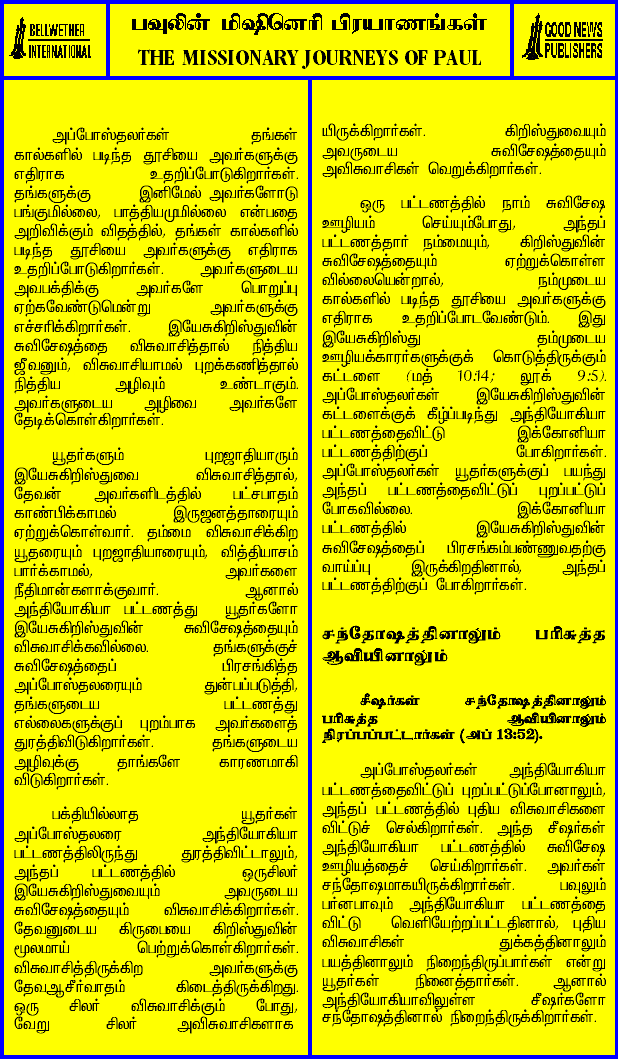 BELLWETHER
INTERNATIONAL
பவுலின் மிஷினெரி பிரயாணங்கள்
THE MISSIONARY JOURNEYS OF PAUL
GOOD NEWS
PUBLISHERS
அப்போஸ்தலர்கள் தங்கள்
கால்களில் படிந்த தூசியை அவர்களுக்கு
எதிராக உதறிப்போடுகிறார்கள்.
தங்களுக்கு இனிமேல் அவர்களோடு
பங்குமில்லை, பாத்தியமுமில்லை என்பதை
அறிவிக்கும் விதத்தில், தங்கள் கால்களில்
படிந்த தூசியை அவர்களுக்கு எதிராக
உதறிப்போடுகிறார்கள். அவர்களுடைய
அவபக்திக்கு அவர்களே பொறுப்பு
ஏற்கவேண்டுமென்று அவர்களுக்கு
எச்சரிக்கிறார்கள். இயேசுகிறிஸ்துவின்
சுவிசேஷத்தை விசுவாசித்தால் நித்திய
ஜீவனும், விசுவாசியாமல் புறக்கணித்தால்
நித்திய அழிவும் உண்டாகும்.
அவர்களுடைய அழிவை அவர்களே
தேடிக்கொள்கிறார்கள்.
யூதர்களும் புறஜாதியாரும்
இயேசுகிறிஸ்துவை விசுவாசித்தால்,
தேவன் அவர்களிடத்தில் பட்சபாதம்
காண்பிக்காமல் இருஜனத்தாரையும்
ஏற்றுக்கொள்வார். தம்மை விசுவாசிக்கிற
யூதரையும் புறஜாதியாரையும், வித்தியாசம்
பார்க்காமல், அவர்களை
நீதிமான்களாக்குவார். ஆனால்
அந்தியோகியா பட்டணத்து யூதர்களோ
இயேசுகிறிஸ்துவின் சுவிசேஷத்தையும்
விசுவாசிக்கவில்லை. தங்களுக்குச்
சுவிசேஷத்தைப் பிரசங்கித்த
அப்போஸ்தலரையும் துன்பப்படுத்தி,
தங்களுடைய பட்டணத்து
எல்லைகளுக்குப் புறம்பாக அவர்களைத்
துரத்திவிடுகிறார்கள். தங்களுடைய
அழிவுக்கு தாங்களே காரணமாகி
விடுகிறார்கள்.
பக்தியில்லாத யூதர்கள்
அப்போஸ்தலரை அந்தியோகியா
பட்டணத்திலிருந்து துரத்திவிட்டாலும்,
அந்தப் பட்டணத்தில் ஒருசிலர்
இயேசுகிறிஸ்துவையும் அவருடைய
சுவிசேஷத்தையும் விசுவாசிக்கிறார்கள்.
தேவனுடைய கிருபையை கிறிஸ்துவின்
மூலமாய் பெற்றுக்கொள்கிறார்கள்.
விசுவாசித்திருக்கிற அவர்களுக்கு
தேவஆசீர்வாதம் கிடைத்திருக்கிறது.
ஒரு சிலர் விசுவாசிக்கும் போது,
வேறு சிலர் அவிசுவாசிகளாக
யிருக்கிறார்கள். கிறிஸ்துவையும்
அவருடைய சுவிசேஷத்தையும்
அவிசுவாசிகள் வெறுக்கிறார்கள்.
ஒரு பட்டணத்தில் நாம் சுவிசேஷ
ஊழியம் செய்யும்போது, அந்தப்
பட்டணத்தார் நம்மையும், கிறிஸ்துவின்
சுவிசேஷத்தையும் ஏற்றுக்கொள்ள
வில்லையென்றால், நம்முடைய
கால்களில் படிந்த தூசியை அவர்களுக்கு
எதிராக உதறிப்போடவேண்டும். இது
இயேசுகிறிஸ்து தம்முடைய
ஊழியக்காரர்களுக்குக் கொடுத்திருக்கும்
கட்டளை (மத் 10:14; லூக் 9:5).
அப்போஸ்தலர்கள் இயேசுகிறிஸ்துவின்
கட்டளைக்குக் கீழ்ப்படிந்து அந்தியோகியா
பட்டணத்தைவிட்டு இக்கோனியா
பட்டணத்திற்குப் போகிறார்கள்.
அப்போஸ்தலர்கள் யூதர்களுக்குப் பயந்து
அந்தப் பட்டணத்தைவிட்டுப் புறப்பட்டுப்
போகவில்லை. இக்கோனியா
பட்டணத்தில் இயேசுகிறிஸ்துவின்
சுவிசேஷத்தைப் பிரசங்கம்பண்ணுவதற்கு
வாய்ப்பு இருக்கிறதினால், அந்தப்
பட்டணத்திற்குப் போகிறார்கள்.
சந்தோஷத்தினாலும் பரிசுத்த
ஆவியினாலும்
சீஷர்கள் சந்தோஷத்தினாலும்
பரிசுத்த ஆவியினாலும்
நிரப்பப்பட்டார்கள் (அப் 13:52).
அப்போஸ்தலர்கள் அந்தியோகியா
பட்டணத்தைவிட்டுப் புறப்பட்டுப்போனாலும்,
அந்தப் பட்டணத்தில் புதிய விசுவாசிகளை
விட்டுச் செல்கிறார்கள். அந்த சீஷர்கள்
அந்தியோகியா பட்டணத்தில் சுவிசேஷ
ஊழியத்தைச் செய்கிறார்கள். அவர்கள்
சந்தோஷமாகயிருக்கிறார்கள். பவுலும்
பர்னபாவும் அந்தியோகியா பட்டணத்தை
விட்டு வெளியேற்றப்பட்டதினால், புதிய
விசுவாசிகள் துக்கத்தினாலும்
பயத்தினாலும் நிறைந்திருப்பார்கள் என்று
யூதர்கள் நினைத்தார்கள். ஆனால்
அந்தியோகியாவிலுள்ள சீஷர்களோ
சந்தோஷத்தினால் நிறைந்திருக்கிறார்கள்.